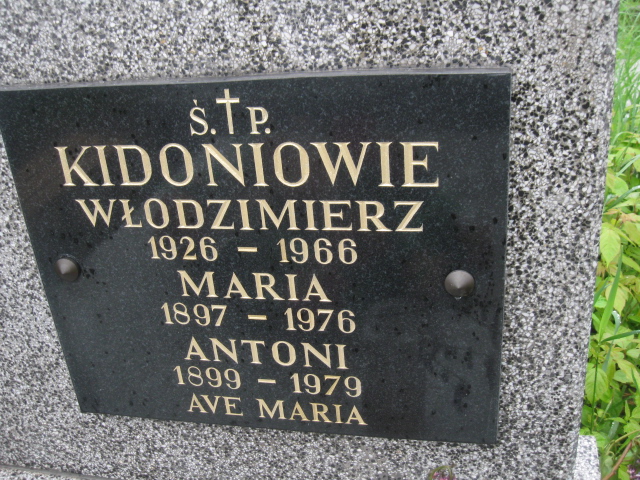 Ś.†P.
KIDONIOWIE
WŁODZIMIERZ
1926 - 1966
MARIA
1897 - 1976
ANTONI
1899 - 1979
AVE MARIA